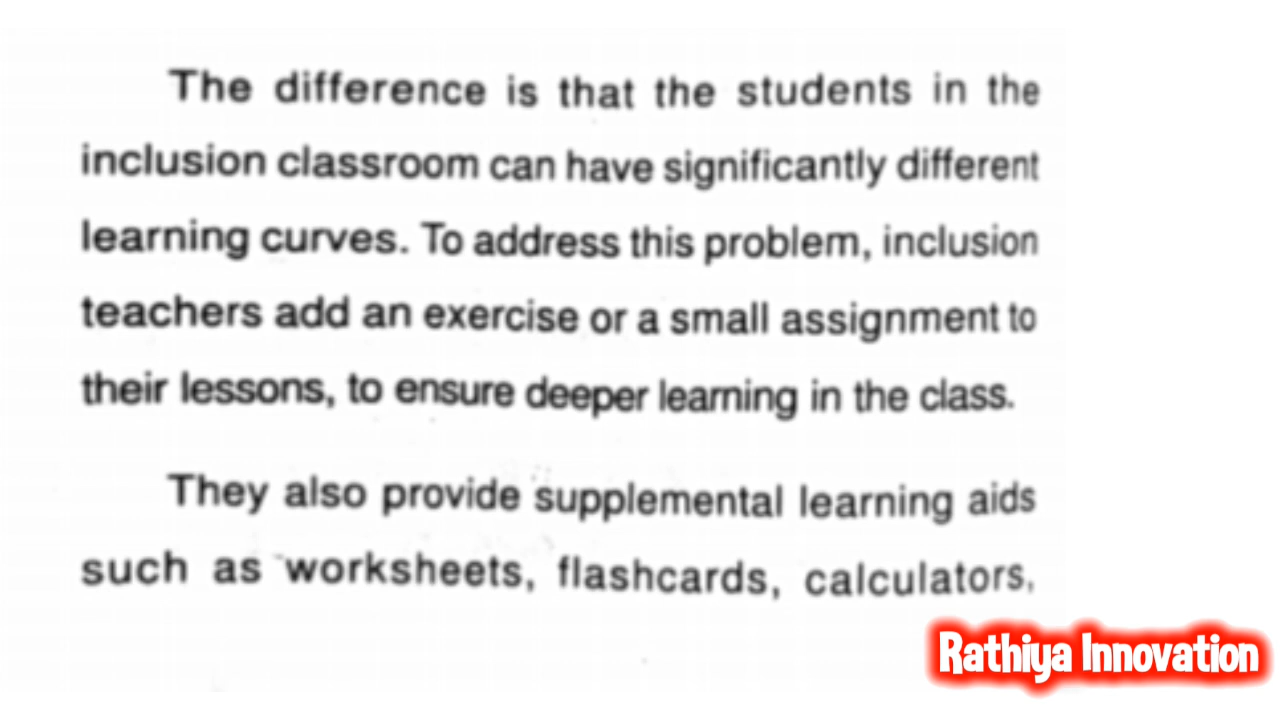 The difference is that the students in the
inclusion classroom can have significantly different
learning curves. To address this problem, inclusion
teachers add an exercise or a small assignment to
their lessons, to ensure deeper learning in the class.
They also provide supplemental learning aids
such as worksheets, flashcards, calculators,
Rathiya Innovation